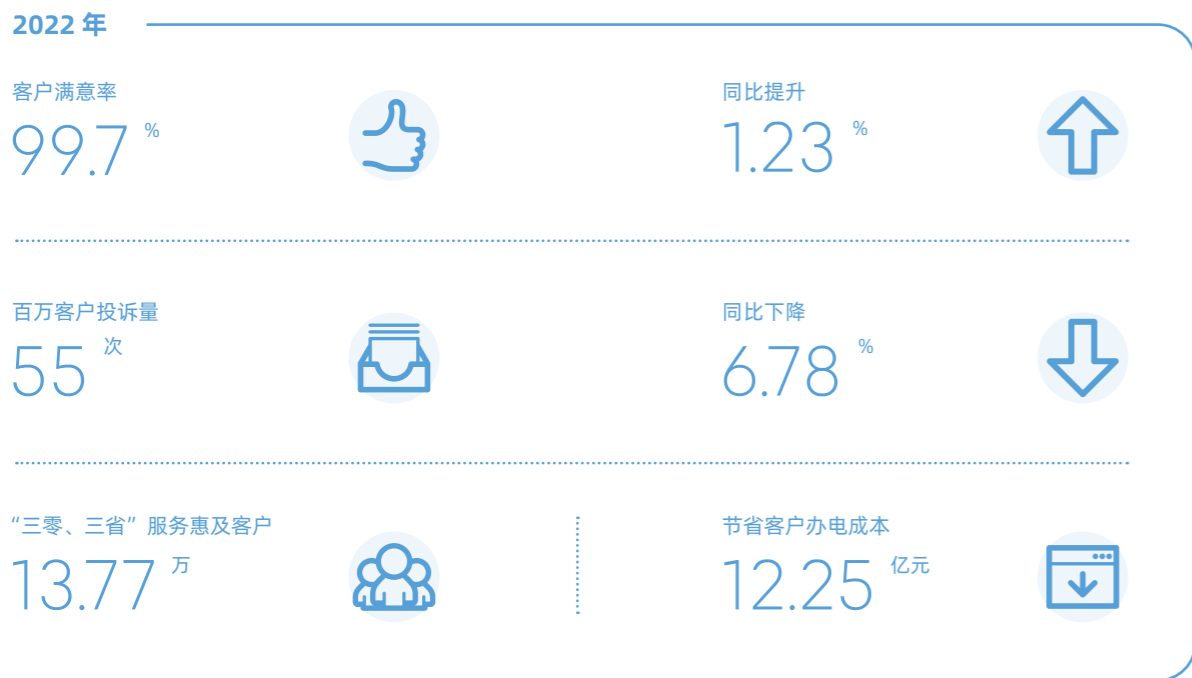 2022 年
客户满意率
99.7 %
同比提升
1.23 %
百万客户投诉量
55 次
同比下降
6.78 %
“三零、三省”服务惠及客户
13.77 万
节省客户办电成本
12.25 亿元